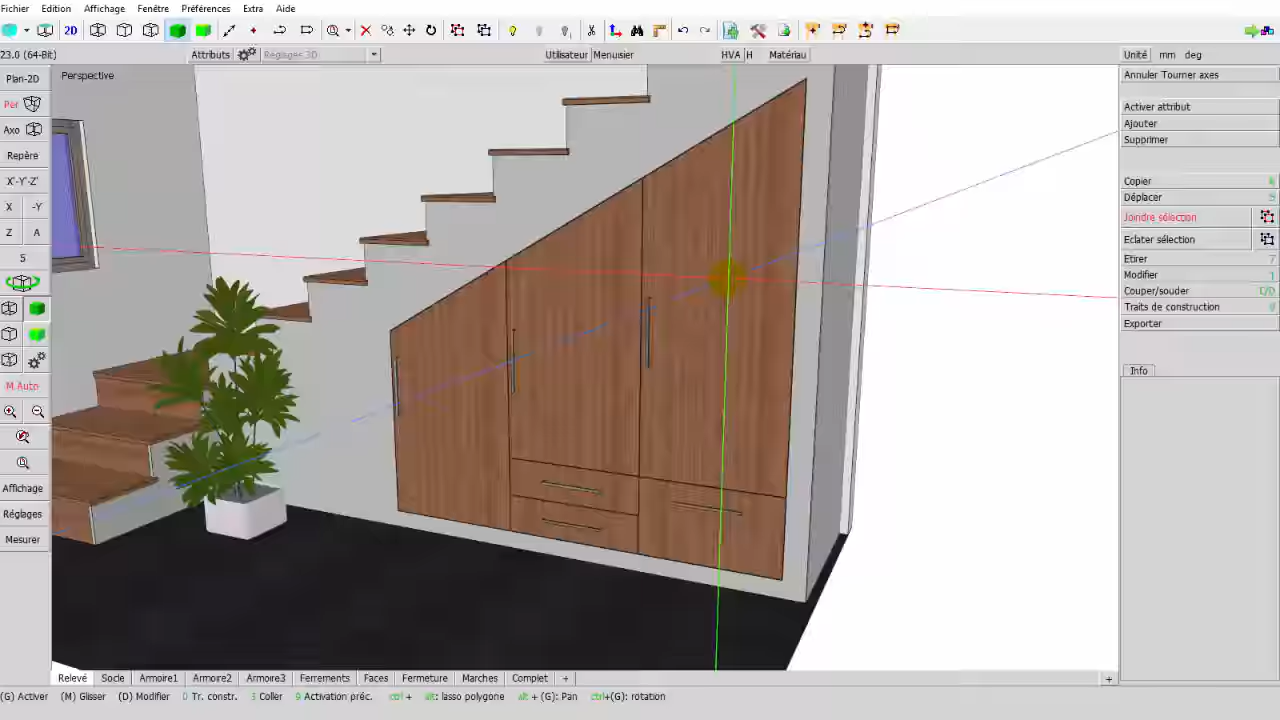 Fichier Edition Affichage Fenêtre Préférences Extra Aide
2D
23.0 (64-Bit) Attributs Réglages 3D Utilisateur Menuisier HVA H Matériau Unité mm deg
Plan-2D Perspective Annuler Tourner axes
Per
Activer attribut
Axo Ajouter
Supprimer
Repère
X'-Y'-Z' Copier
Déplacer 5
X -Y Joindre sélection
Z A Eclater sélection
S Etirer 7
Modifier 1
Couper/souder C/D
Traits de construction
Exporter
Info
M.Auto
Affichage
Réglages
Mesurer
Relevé Socle Armoire1 Armoire2 Armoire3 Ferrements Faces Fermeture Marches Complet + +
(G) Activer (M) Glisser (D) Modifier 0 Tr. constr. 3 Coller 9 Activation préc. ctrl + alt: lasso polygone alt + (G): Pan ctrl+(G): rotation